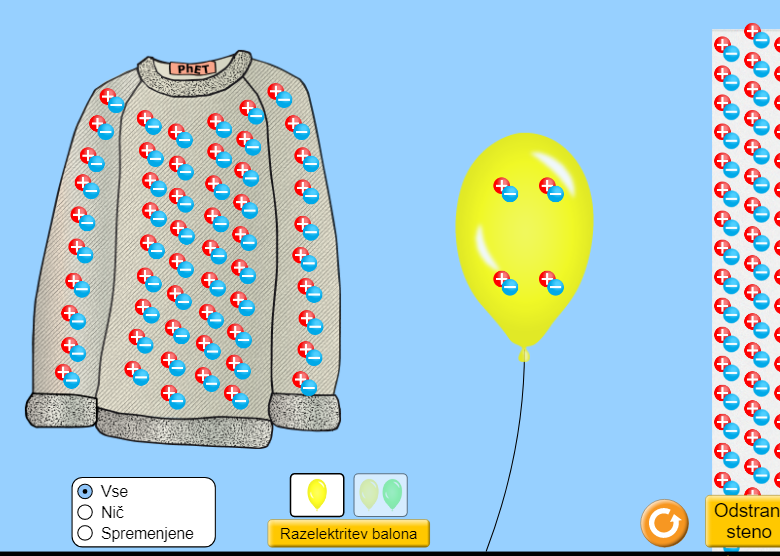 PhET
Vse
Nič
Spremenjene
Razelektritev balona
Odstran
steno